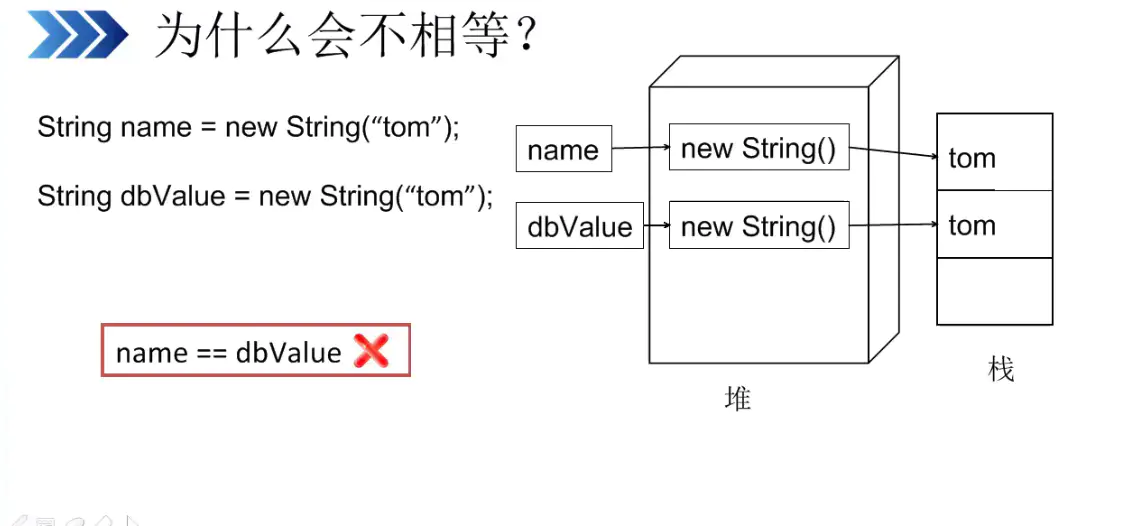 为什么会不相等？
String name = new String(“tom”);
String dbValue = new String(“tom”);
name == dbValue
name
new String()
tom
dbValue
new String()
tom
堆
栈